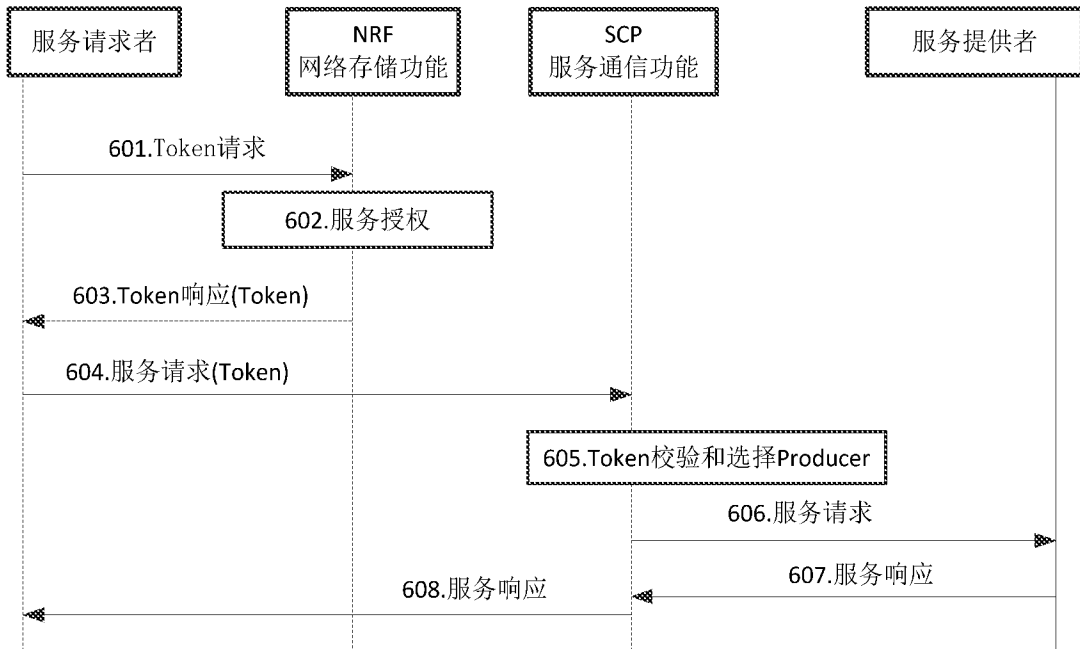 服务请求者
NRF
网络存储功能
SCP
服务通信功能
服务提供者
601.Token请求
602.服务授权
603.Token响应(Token)
604.服务请求(Token)
605.Token校验和选择Producer
606.服务请求
607.服务响应
608.服务响应